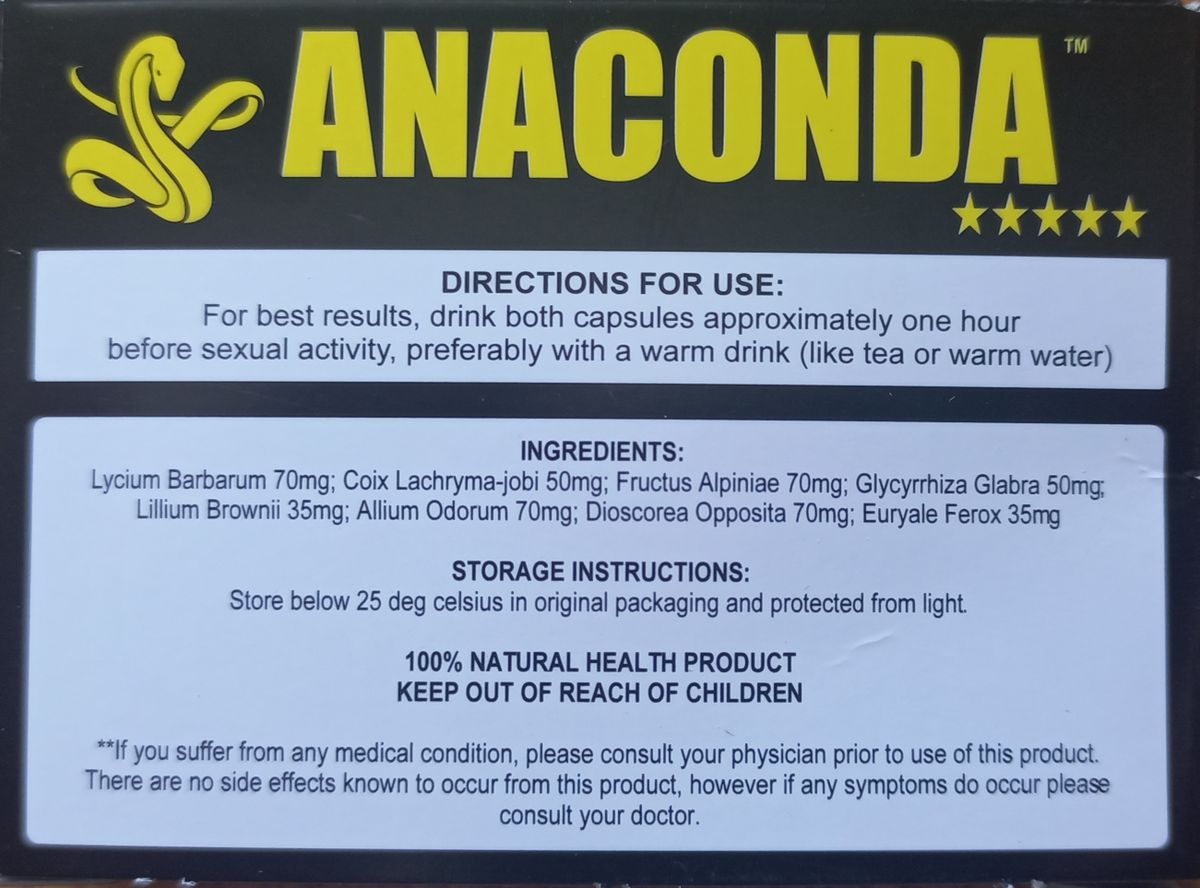 ANACONDA™
DIRECTIONS FOR USE:
For best results, drink both capsules approximately one hour
before sexual activity, preferably with a warm drink (like tea or warm water)
INGREDIENTS:
Lycium Barbarum 70mg; Coix Lachryma-jobi 50mg; Fructus Alpiniae 70mg; Glycyrrhiza Glabra 50mg;
Lillium Brownii 35mg; Allium Odorum 70mg; Dioscorea Opposita 70mg; Euryale Ferox 35mg
STORAGE INSTRUCTIONS:
Store below 25 deg celsius in original packaging and protected from light.
100% NATURAL HEALTH PRODUCT
KEEP OUT OF REACH OF CHILDREN
**If you suffer from any medical condition, please consult your physician prior to use of this product.
There are no side effects known to occur from this product, however if any symptoms do occur please
consult your doctor.